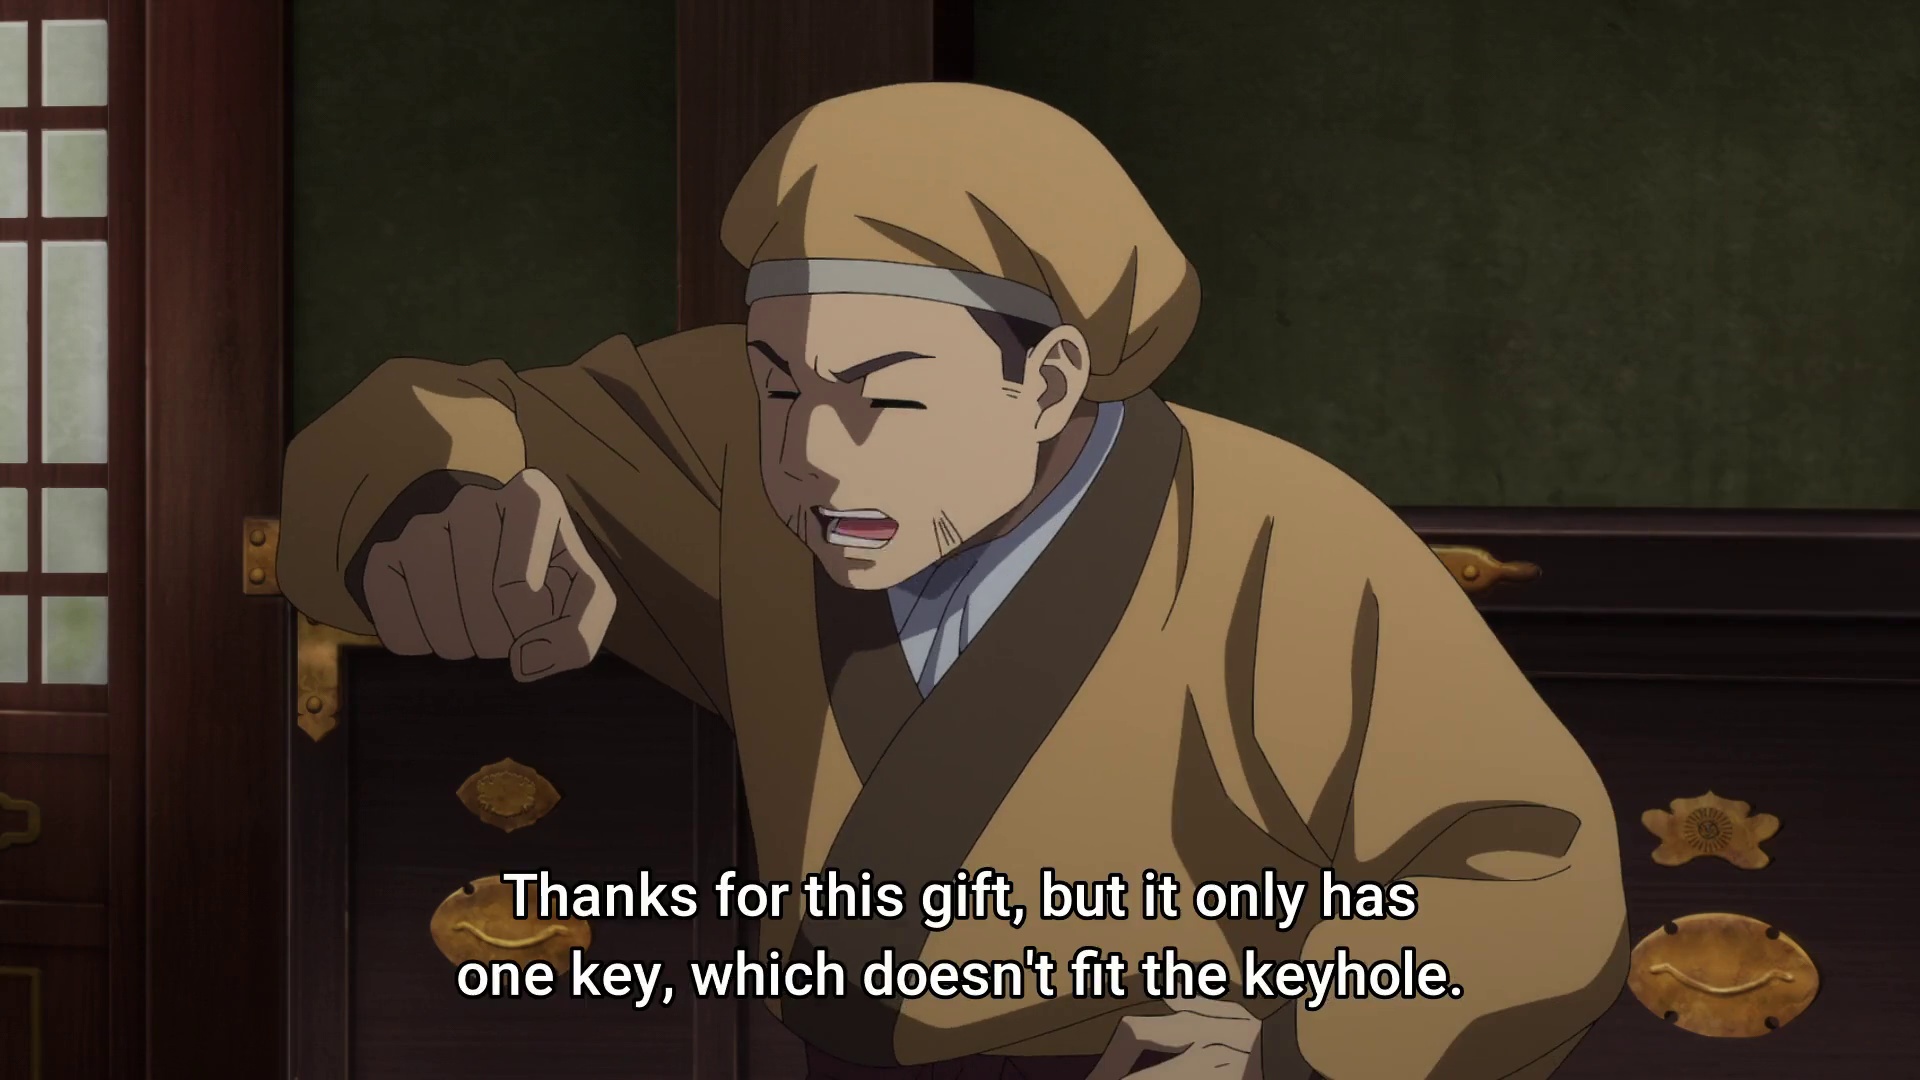 Thanks for this gift, but it only has
one key, which doesn't fit the keyhole.